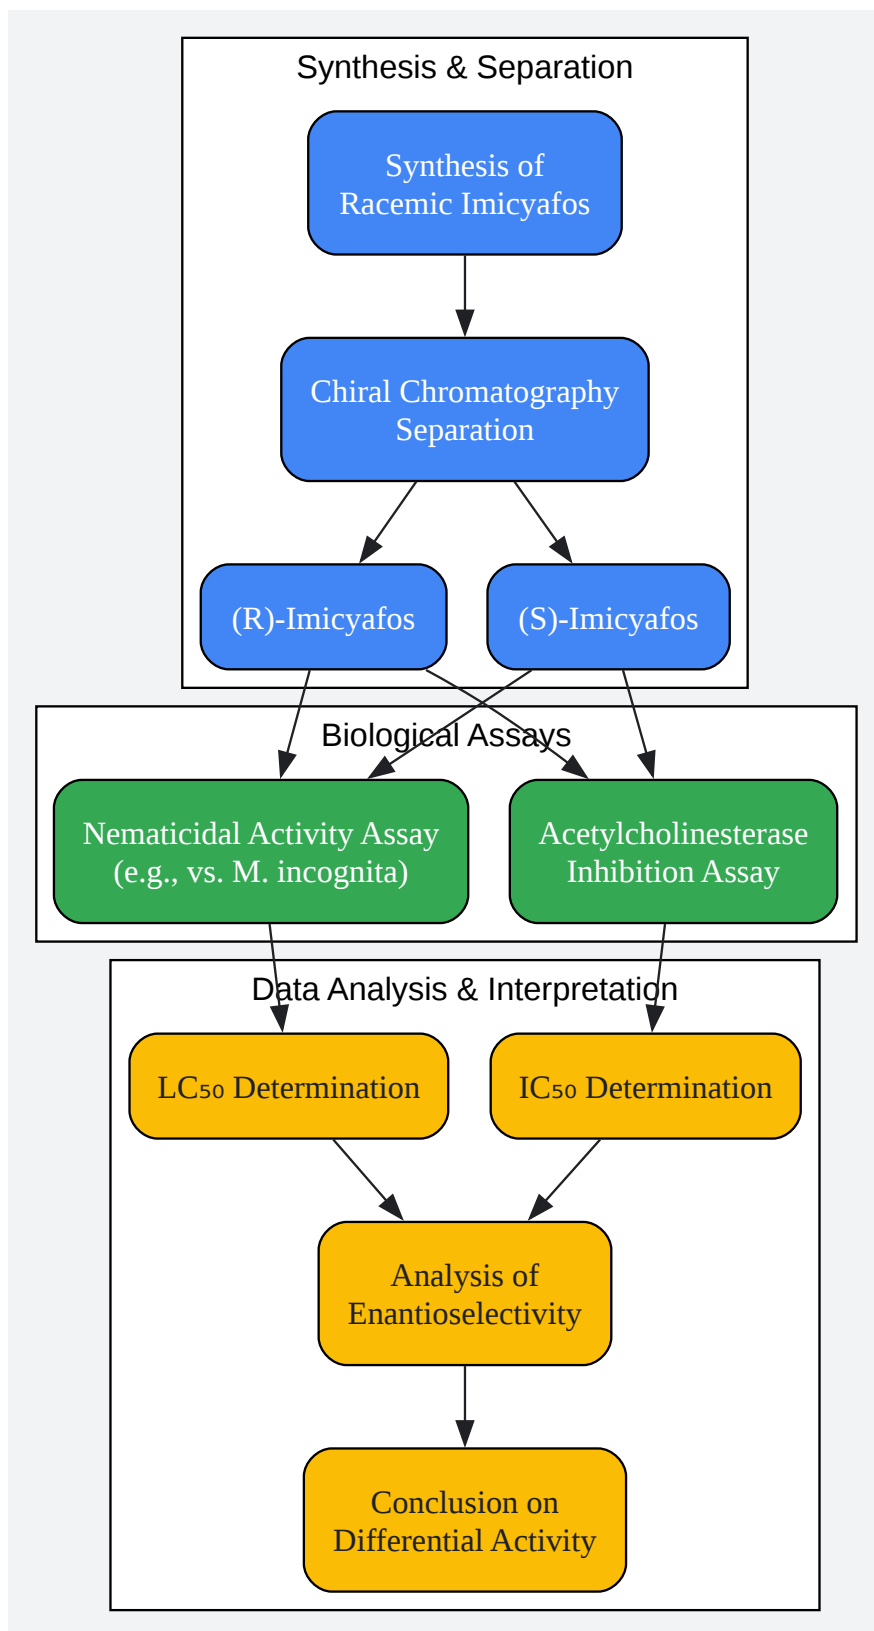 Synthesis & Separation
Synthesis of
Racemic Imicyafos
Chiral Chromatography
Separation
(R)-Imicyafos
(S)-Imicyafos
Biological Assays
Nematicidal Activity Assay
(e.g., vs. M. incognita)
Acetylcholinesterase
Inhibition Assay
Data Analysis & Interpretation
LC₅₀ Determination
IC₅₀ Determination
Analysis of
Enantioselectivity
Conclusion on
Differential Activity